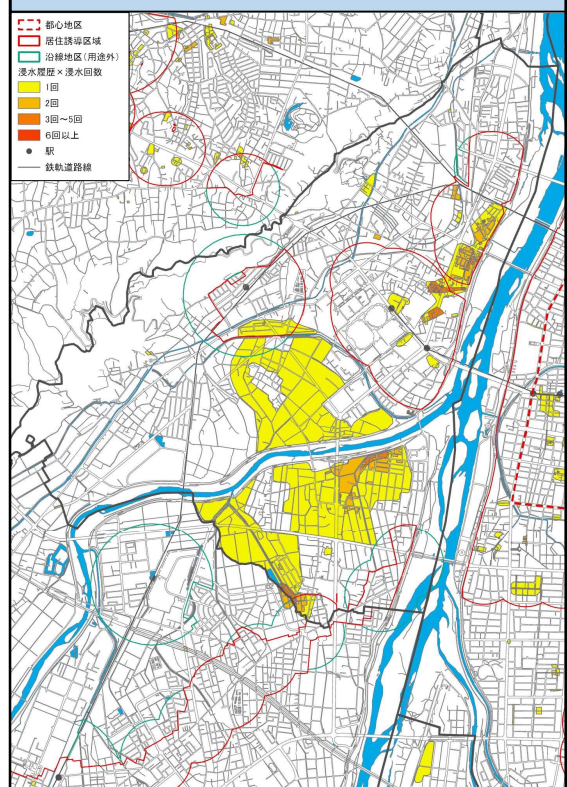 都心地区
居住誘導区域
沿線地区(用途外)
浸水履歴×浸水回数
1回
2回
3回～5回
6回以上
駅
鉄軌道路線